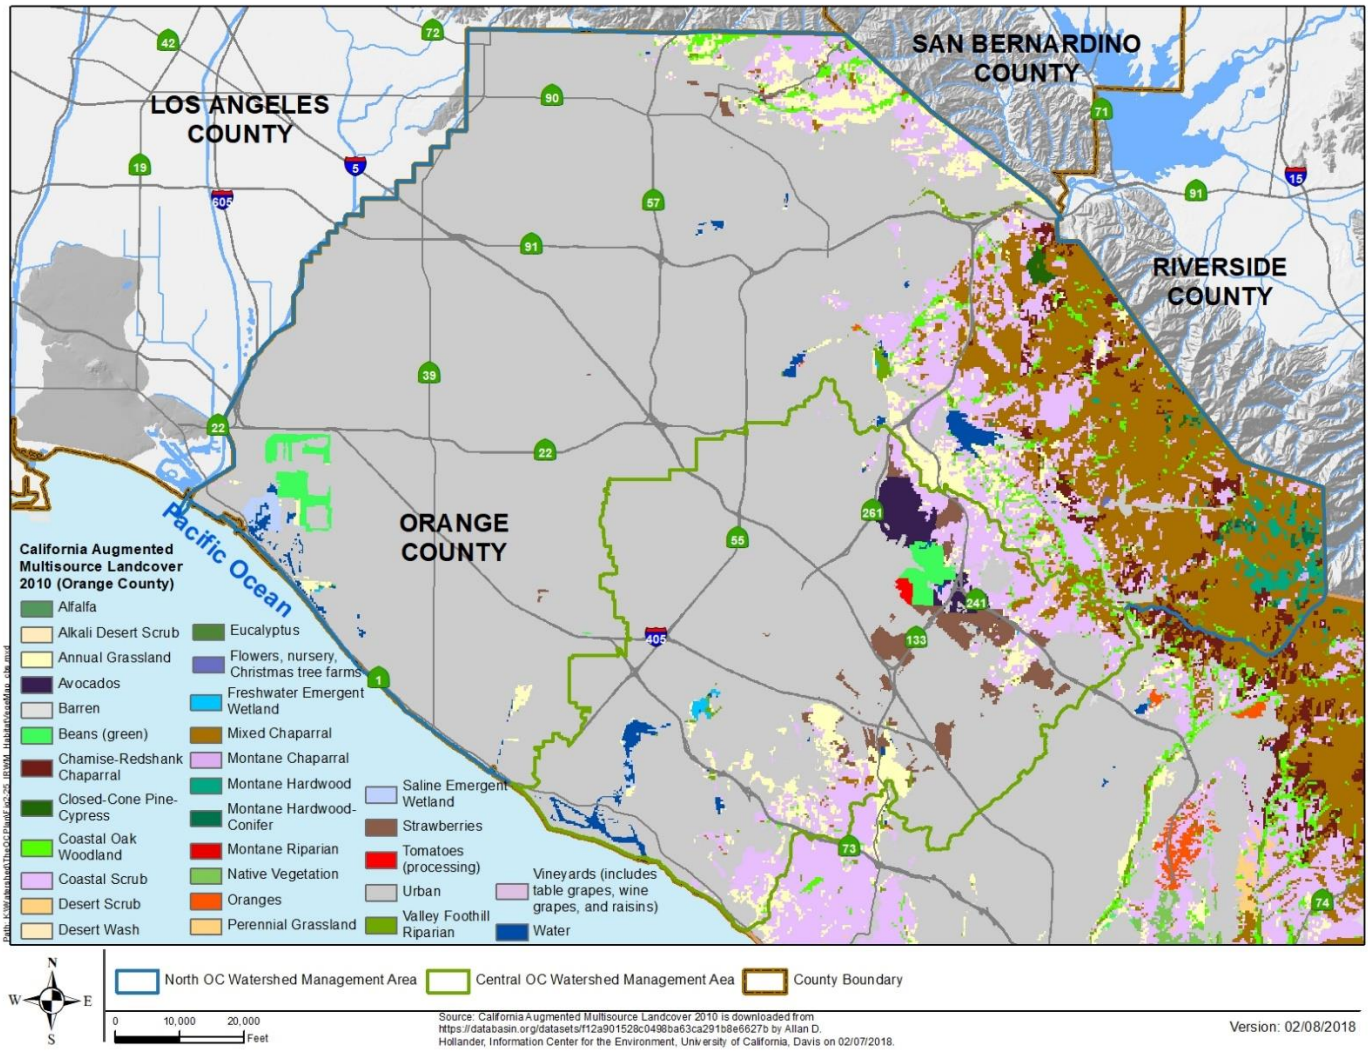 72
42
SAN BERNARDINO
COUNTY
LOS ANGELES
COUNTY
90
71
5
19
15
605
57
91
91
RIVERSIDE
COUNTY
39
22
22
ORANGE
COUNTY
261
55
Pacific Ocean
241
133
405
1
73
74
California Augmented
Multisource Landcover
2010 (Orange County)
Alfalfa
Alkali Desert Scrub
Annual Grassland
Avocados
Barren
Beans (green)
Chamise-Redshank
Chaparral
Closed-Cone Pine-
Cypress
Coastal Oak
Woodland
Coastal Scrub
Desert Scrub
Desert Wash
Eucalyptus
Flowers, nursery,
Christmas tree farms
Freshwater Emergent
Wetland
Mixed Chaparral
Montane Chaparral
Montane Hardwood
Montane Hardwood-
Conifer
Montane Riparian
Native Vegetation
Oranges
Perennial Grassland
Saline Emergent
Wetland
Strawberries
Tomatoes
(processing)
Urban
Valley Foothill
Riparian
Vineyards (includes
table grapes, wine
grapes, and raisins)
Water
N
W
E
S
North OC Watershed Management Area
Central OC Watershed Management Aea
County Boundary
0
10,000
20,000
Feet
Source: California Augmented Multisource Landcover 2010 is downloaded from
https://databasin.org/datasets/f12a901528c0498ba63ca291b8e6627b by Allan D.
Hollander, Information Center for the Environment, University of California, Davis on 02/07/2018.
Version: 02/08/2018